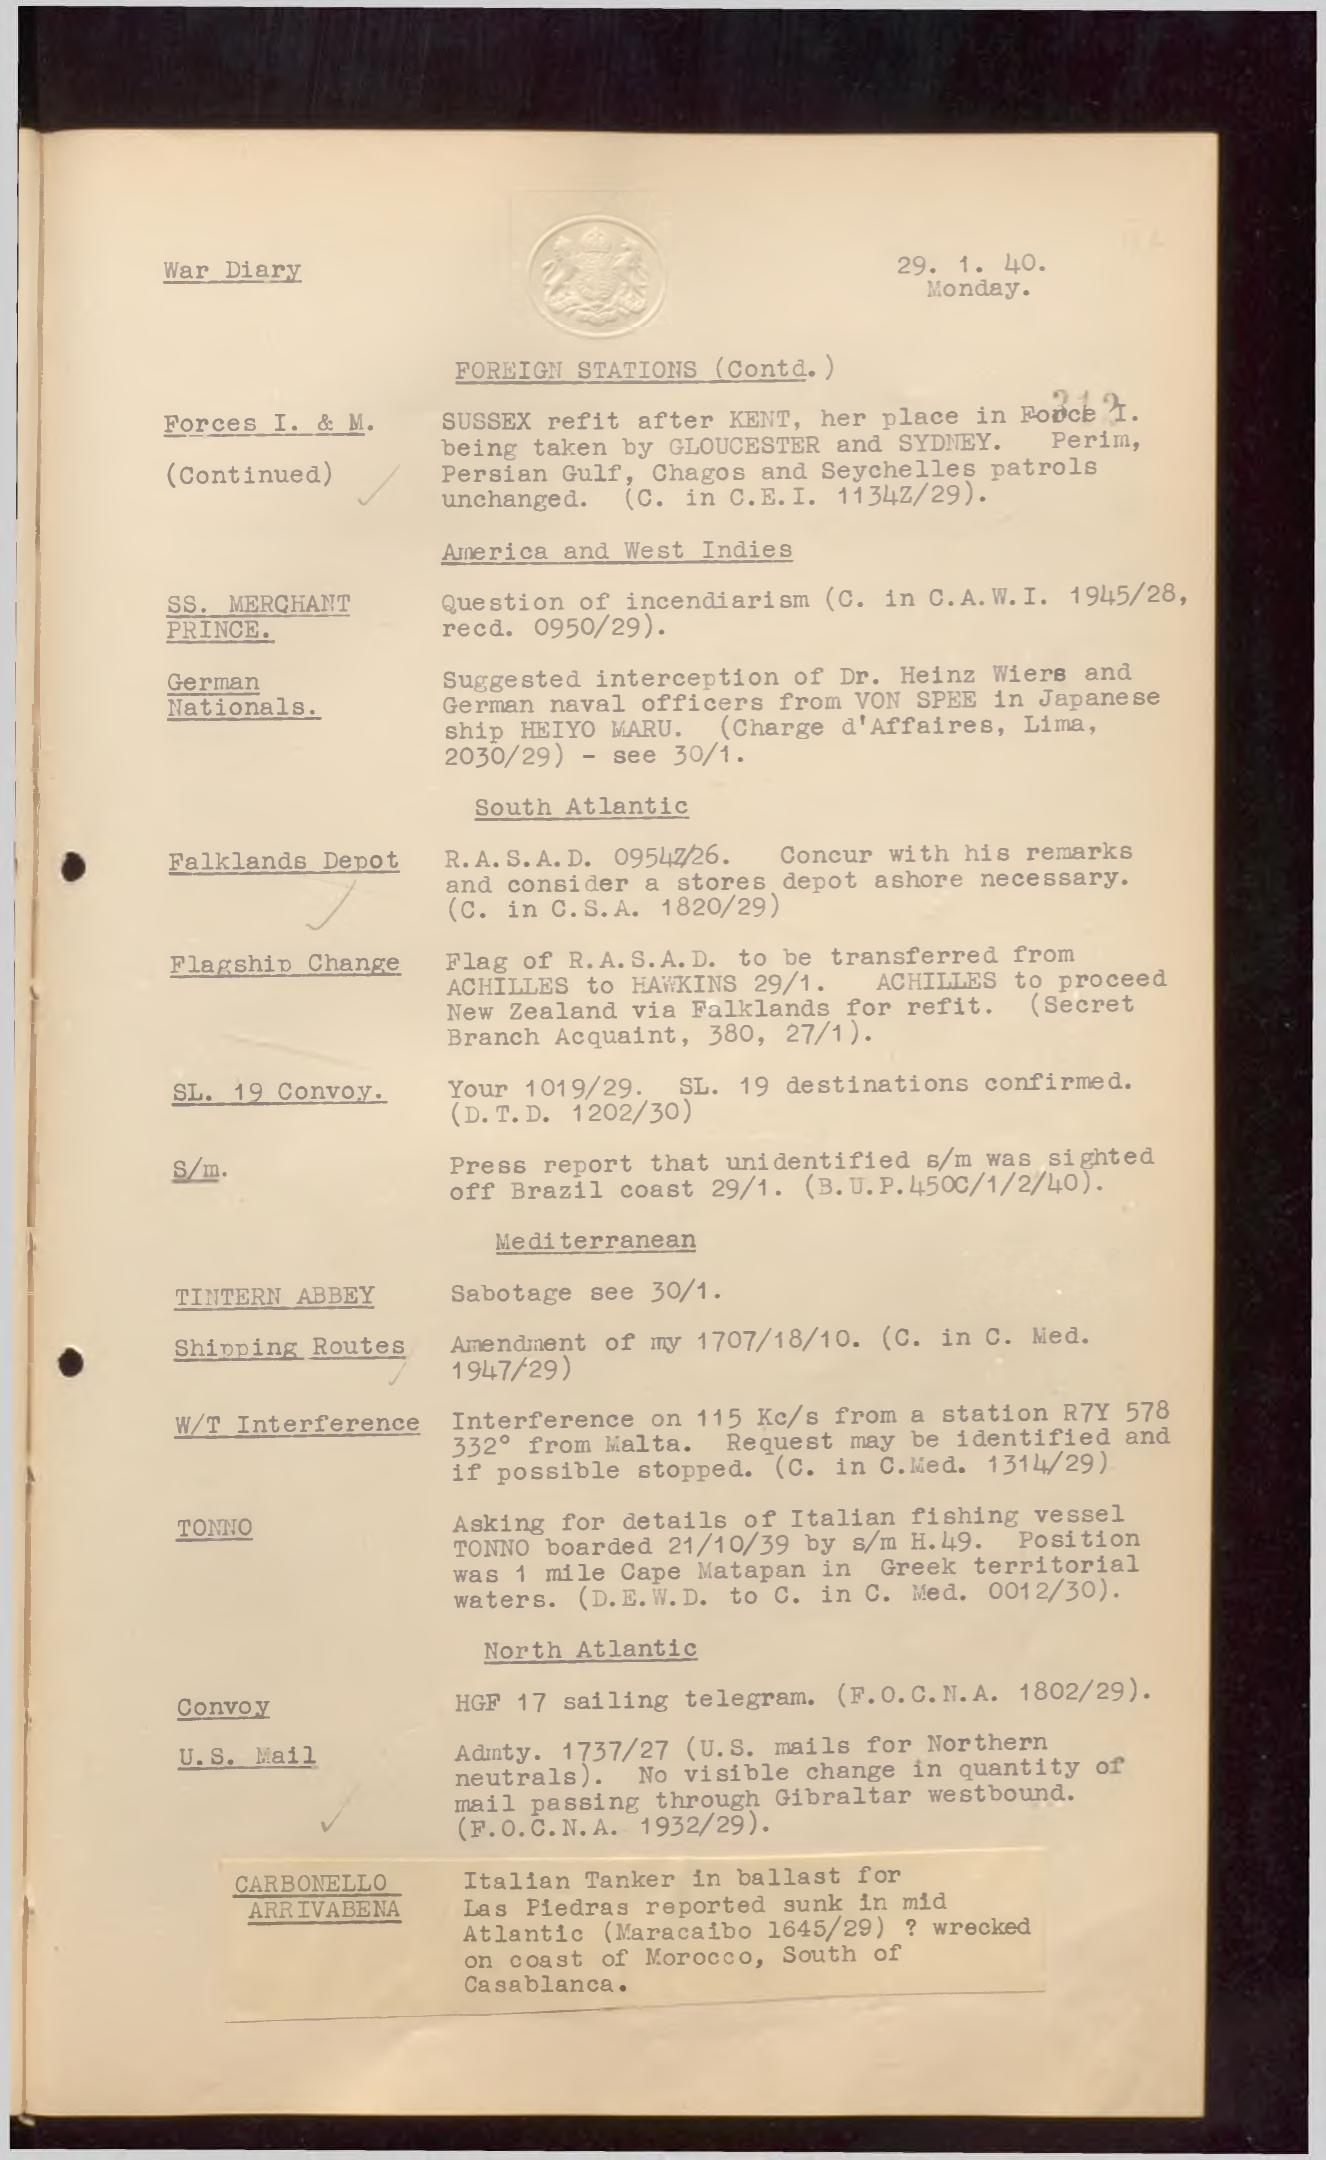 War Diary
29. 1. 40.
Monday.
FOREIGN STATIONS (Contd.)
312
Forces I. & M.
(Continued)
SUSSEX refit after KENT, her place in Force I.
being taken by GLOUCESTER and SYDNEY. Perim,
Persian Gulf, Chagos and Seychelles patrols
unchanged. (C. in C.E.I. 1134Z/29).
America and West Indies
SS. MERCHANT
PRINCE.
Question of incendiarism (C. in C.A.W.I. 1945/28,
recd. 0950/29).
German
Nationals.
Suggested interception of Dr. Heinz Wiers and
German naval officers from VON SPEE in Japanese
ship HEIYO MARU. (Charge d'Affaires, Lima,
2030/29) - see 30/1.
South Atlantic
Falklands Depot
R.A.S.A.D. 0954Z/26. Concur with his remarks
and consider a stores depot ashore necessary.
(C. in C.S.A. 1820/29)
Flagship Change
Flag of R.A.S.A.D. to be transferred from
ACHILLES to HAWKINS 29/1. ACHILLES to proceed
New Zealand via Falklands for refit. (Secret
Branch Acquaint, 380, 27/1).
SL. 19 Convoy.
Your 1019/29. SL. 19 destinations confirmed.
(D.T.D. 1202/30)
S/m.
Press report that unidentified s/m was sighted
off Brazil coast 29/1. (B.U.P.450C/1/2/40).
Mediterranean
TINTERN ABBEY
Sabotage see 30/1.
Shipping Routes
Amendment of my 1707/18/10. (C. in C. Med.
1947/29)
W/T Interference
Interference on 115 Kc/s from a station R7Y 578
332° from Malta. Request may be identified and
if possible stopped. (C. in C.Med. 1314/29)
TONNO
Asking for details of Italian fishing vessel
TONNO boarded 21/10/39 by s/m H.49. Position
was 1 mile Cape Matapan in Greek territorial
waters. (D.E.W.D. to C. in C. Med. 0012/30).
North Atlantic
Convoy
HGF 17 sailing telegram. (F.O.C.N.A. 1802/29).
U.S. Mail
Admty. 1737/27 (U.S. mails for Northern
neutrals). No visible change in quantity of
mail passing through Gibraltar westbound.
(F.O.C.N.A. 1932/29).
CARBONELLO
ARRIVABENA
Italian Tanker in ballast for
Las Piedras reported sunk in mid
Atlantic (Maracaibo 1645/29) ? wrecked
on coast of Morocco, South of
Casablanca.